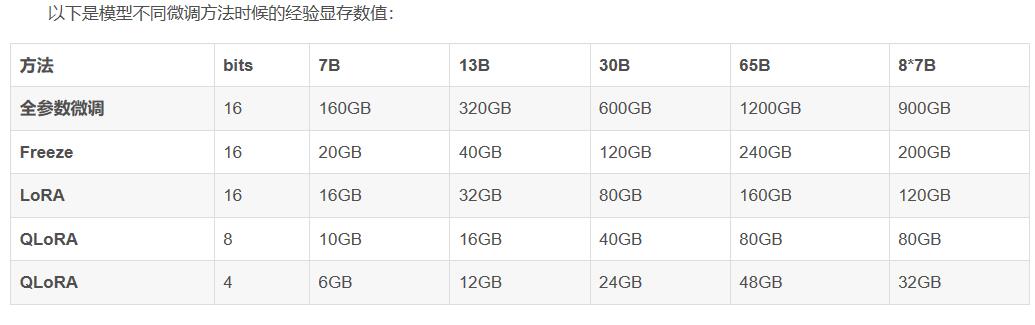 以下是模型不同微调方法时候的经验显存数值：
方法 bits 7B 13B 30B 65B 8*7B
全参数微调 16 160GB 320GB 600GB 1200GB 900GB
Freeze 16 20GB 40GB 120GB 240GB 200GB
LoRA 16 16GB 32GB 80GB 160GB 120GB
QLoRA 8 10GB 16GB 40GB 80GB 80GB
QLoRA 4 6GB 12GB 24GB 48GB 32GB